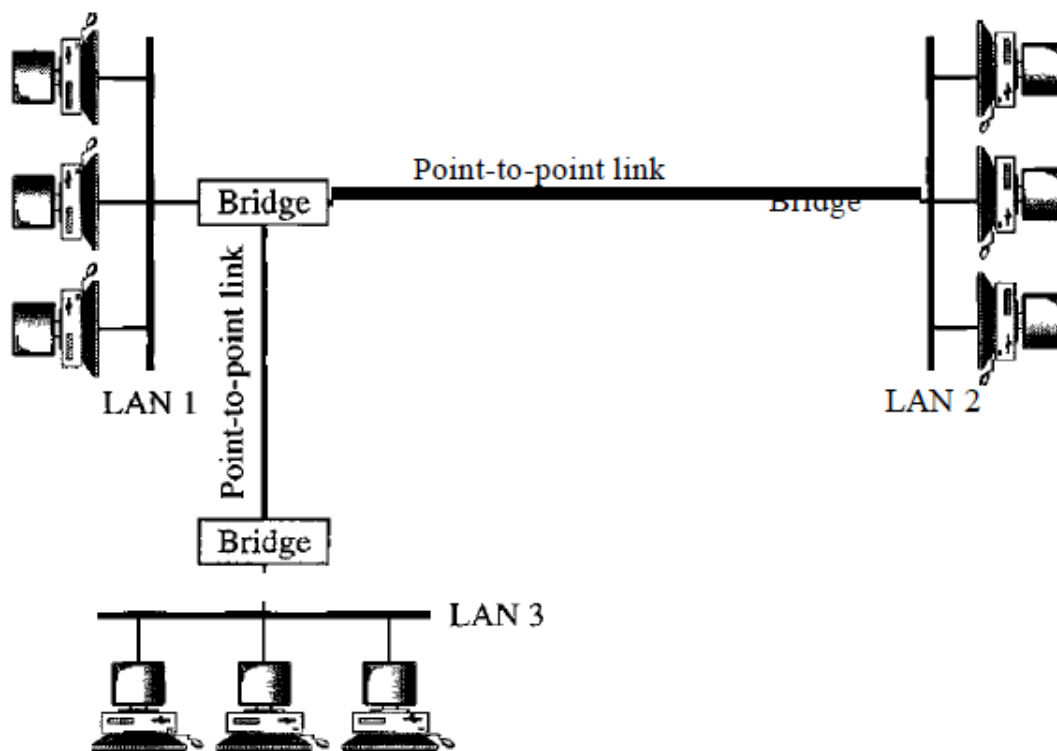 Point-to-point link
Bridge
Bridge
Point-to-point link
LAN 1
LAN 2
Bridge
LAN 3